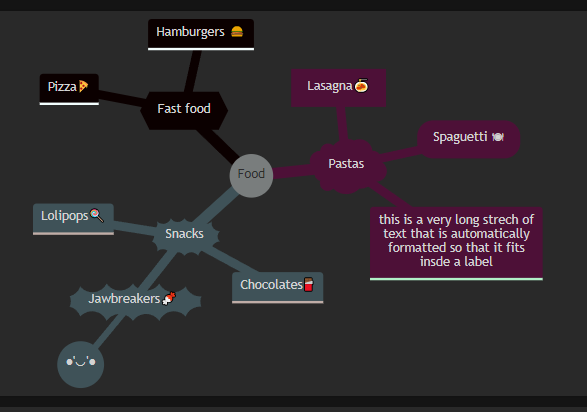 Hamburgers 🍔
Pizza🍕
Fast food
Lasagna🍝
Spaguetti 🍽
Pastas
Food
this is a very long strech of
text that is automatically
formatted so that it fits
insde a label
Lolipops🍭
Snacks
Chocolates🥤
Jawbreakers🍬